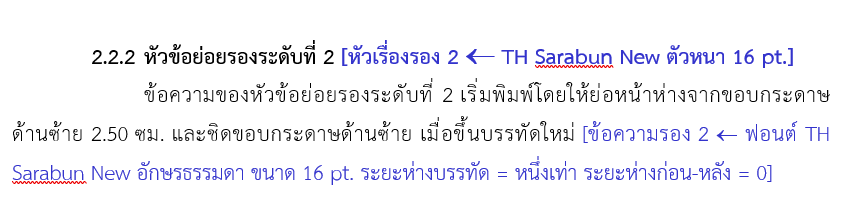 2.2.2 หัวข้อย่อยรองระดับที่ 2 [หัวเรื่องรอง 2 ← TH Sarabun New ตัวหนา 16 pt.]
ข้อความของหัวข้อย่อยรองระดับที่ 2 เริ่มพิมพ์โดยให้ย่อหน้าห่างจากขอบกระดาษ
ด้านซ้าย 2.50 ซม. และชิดขอบกระดาษด้านซ้าย เมื่อขึ้นบรรทัดใหม่ [ข้อความรอง 2 ← ฟอนต์ TH
Sarabun New อักษรธรรมดา ขนาด 16 pt. ระยะห่างบรรทัด = หนึ่งเท่า ระยะห่างก่อน-หลัง = 0]